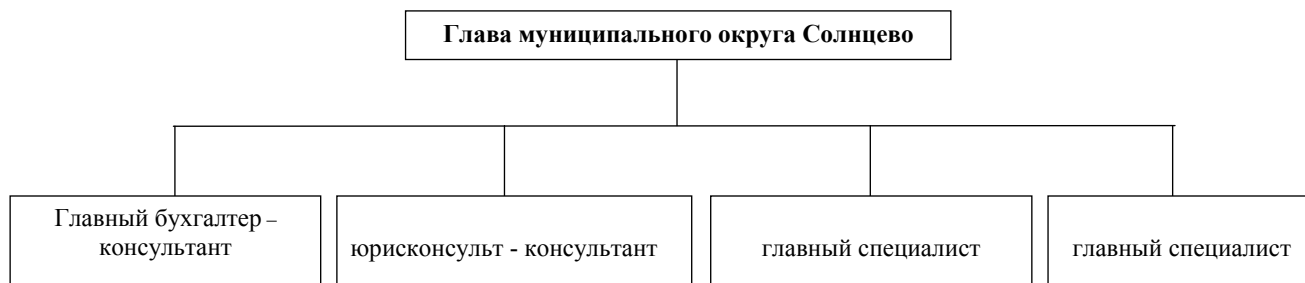 Глава муниципального округа Солнцево
Главный бухгалтер –
консультант
юрисконсульт - консультант
главный специалист
главный специалист